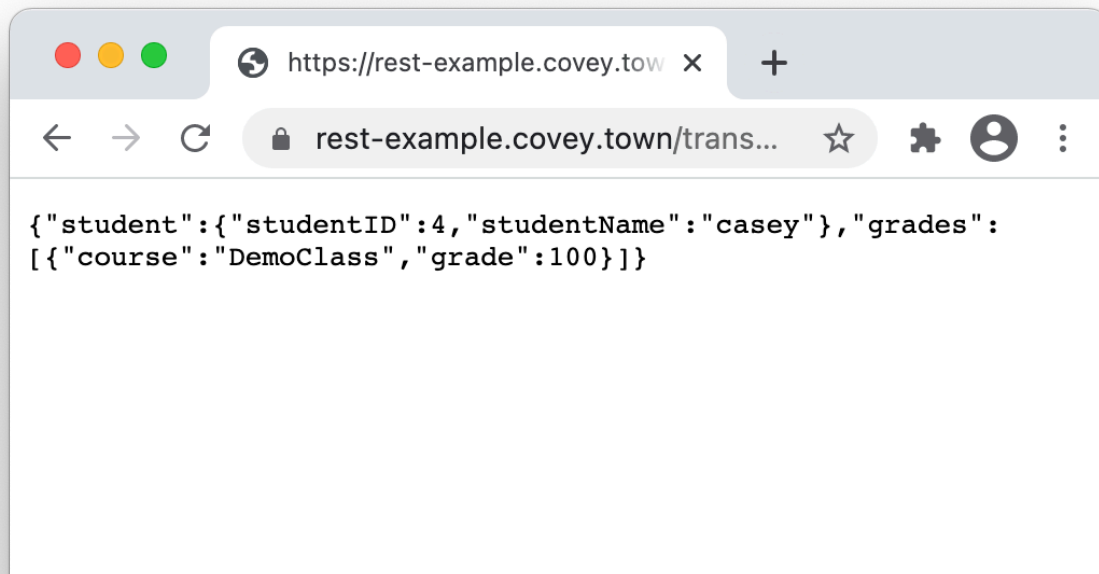 https://rest-example.covey.tow
rest-example.covey.town/trans...
{"student":{"studentID":4,"studentName":"casey"},"grades":
[{"course":"DemoClass","grade":100}]}